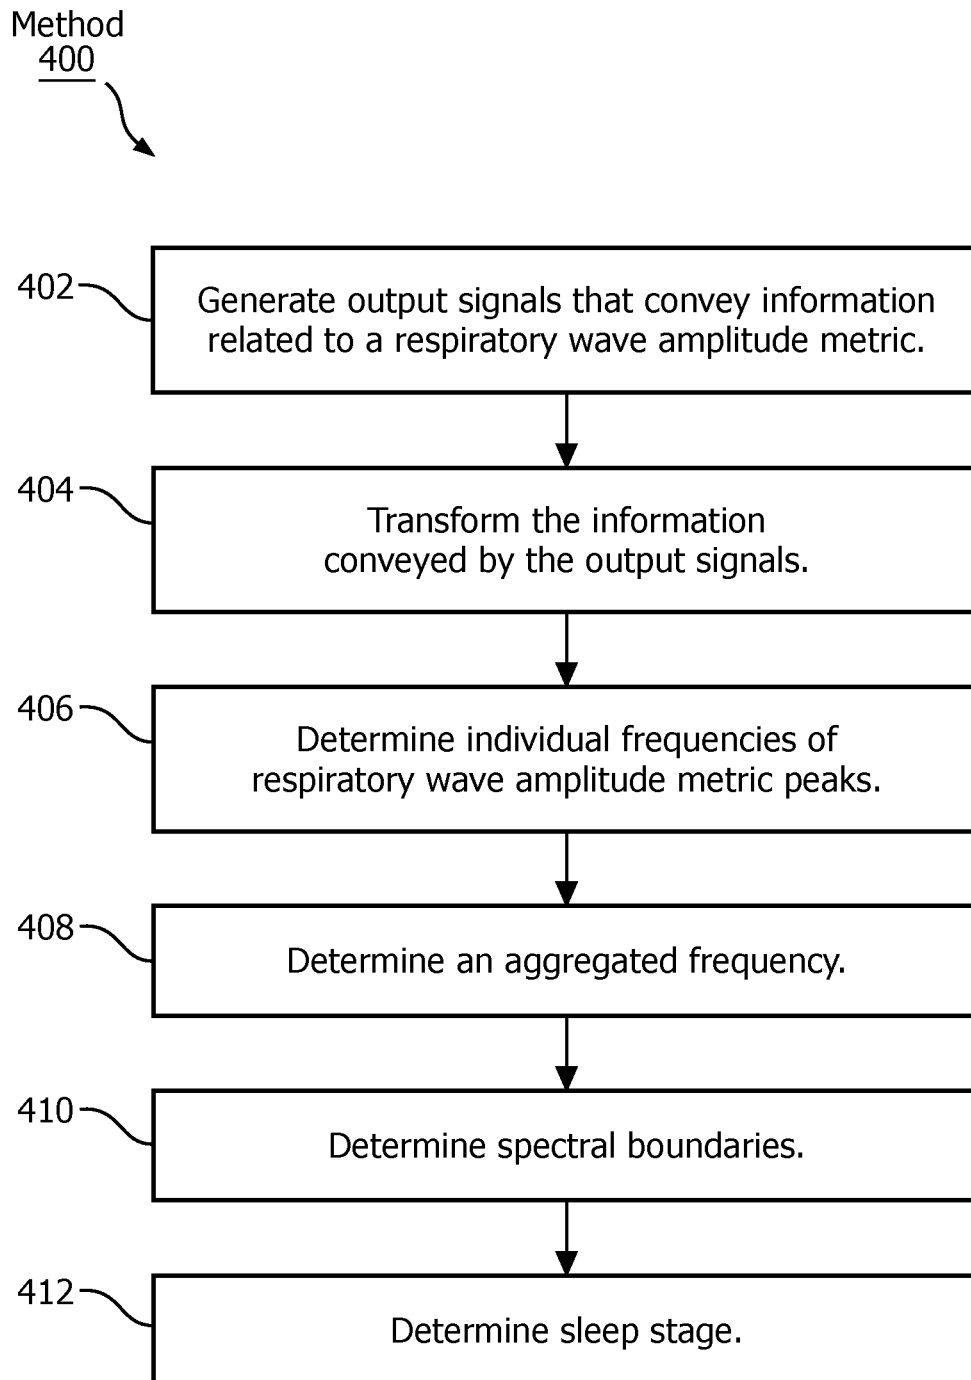 Method
400
402
Generate output signals that convey information
related to a respiratory wave amplitude metric.
404
Transform the information
conveyed by the output signals.
406
Determine individual frequencies of
respiratory wave amplitude metric peaks.
408
Determine an aggregated frequency.
410
Determine spectral boundaries.
412
Determine sleep stage.